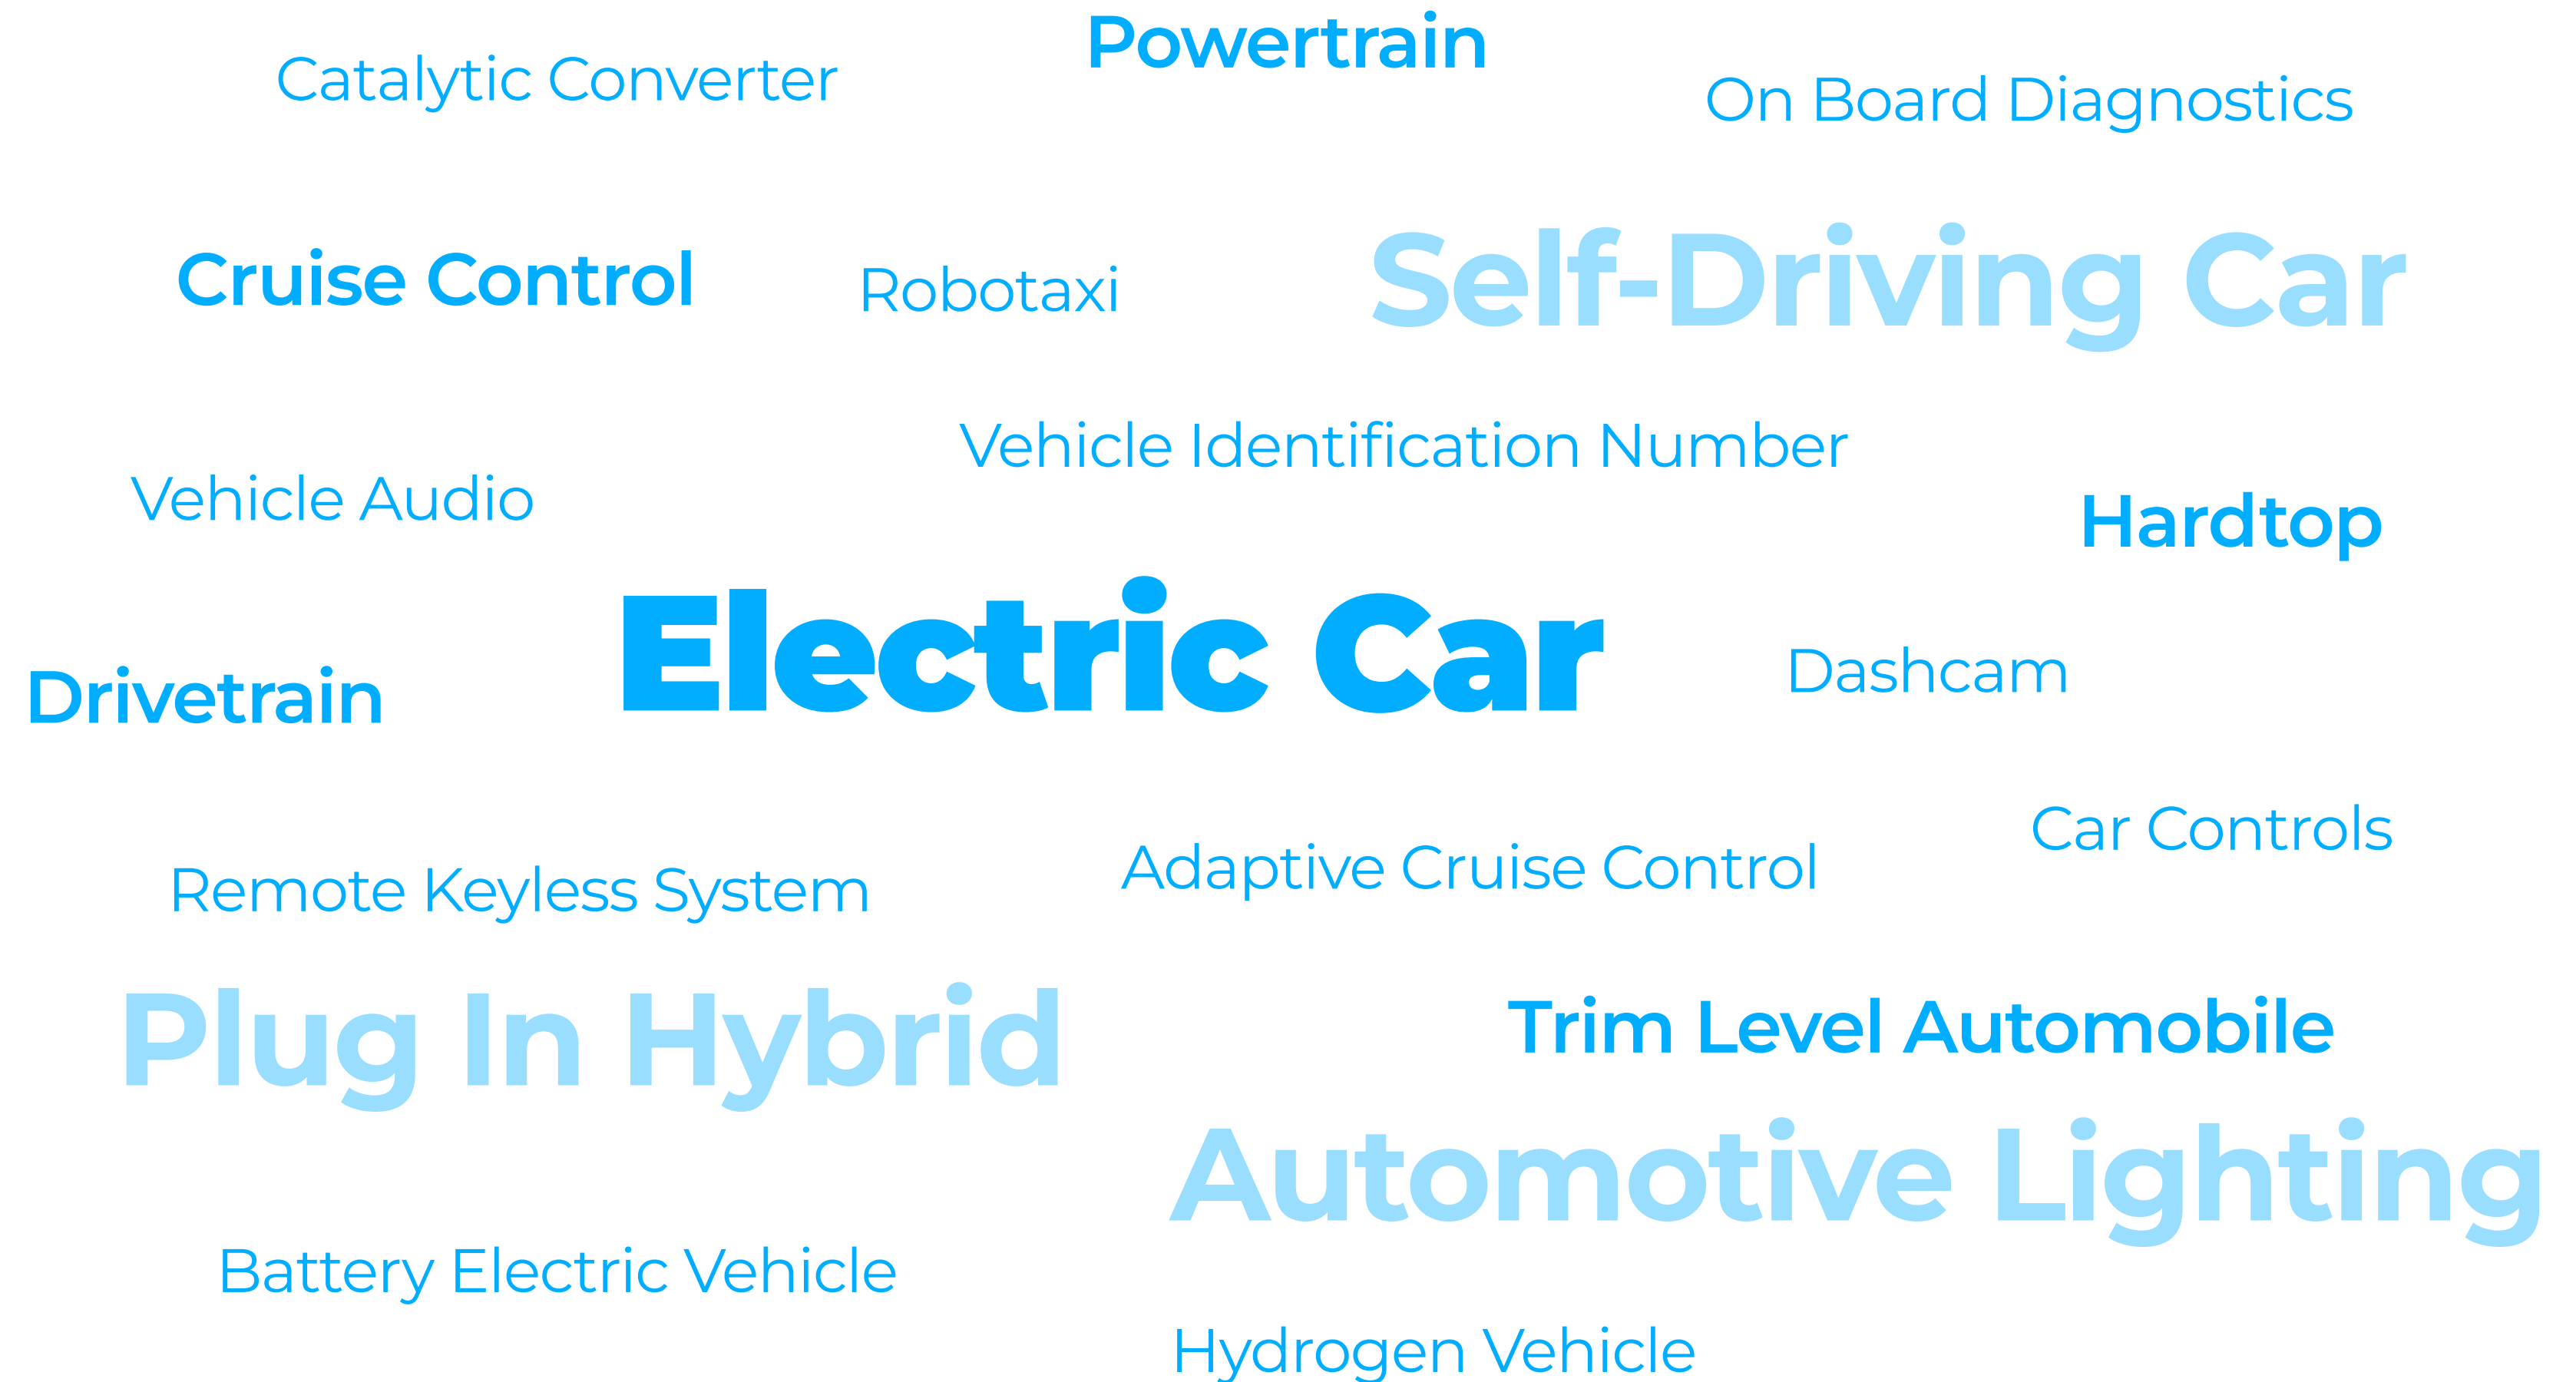 Powertrain
Catalytic Converter
On Board Diagnostics
Cruise Control
Robotaxi
Self-Driving Car
Vehicle Identification Number
Vehicle Audio
Hardtop
Electric Car
Dashcam
Drivetrain
Car Controls
Adaptive Cruise Control
Remote Keyless System
Plug In Hybrid
Trim Level Automobile
Automotive Lighting
Battery Electric Vehicle
Hydrogen Vehicle